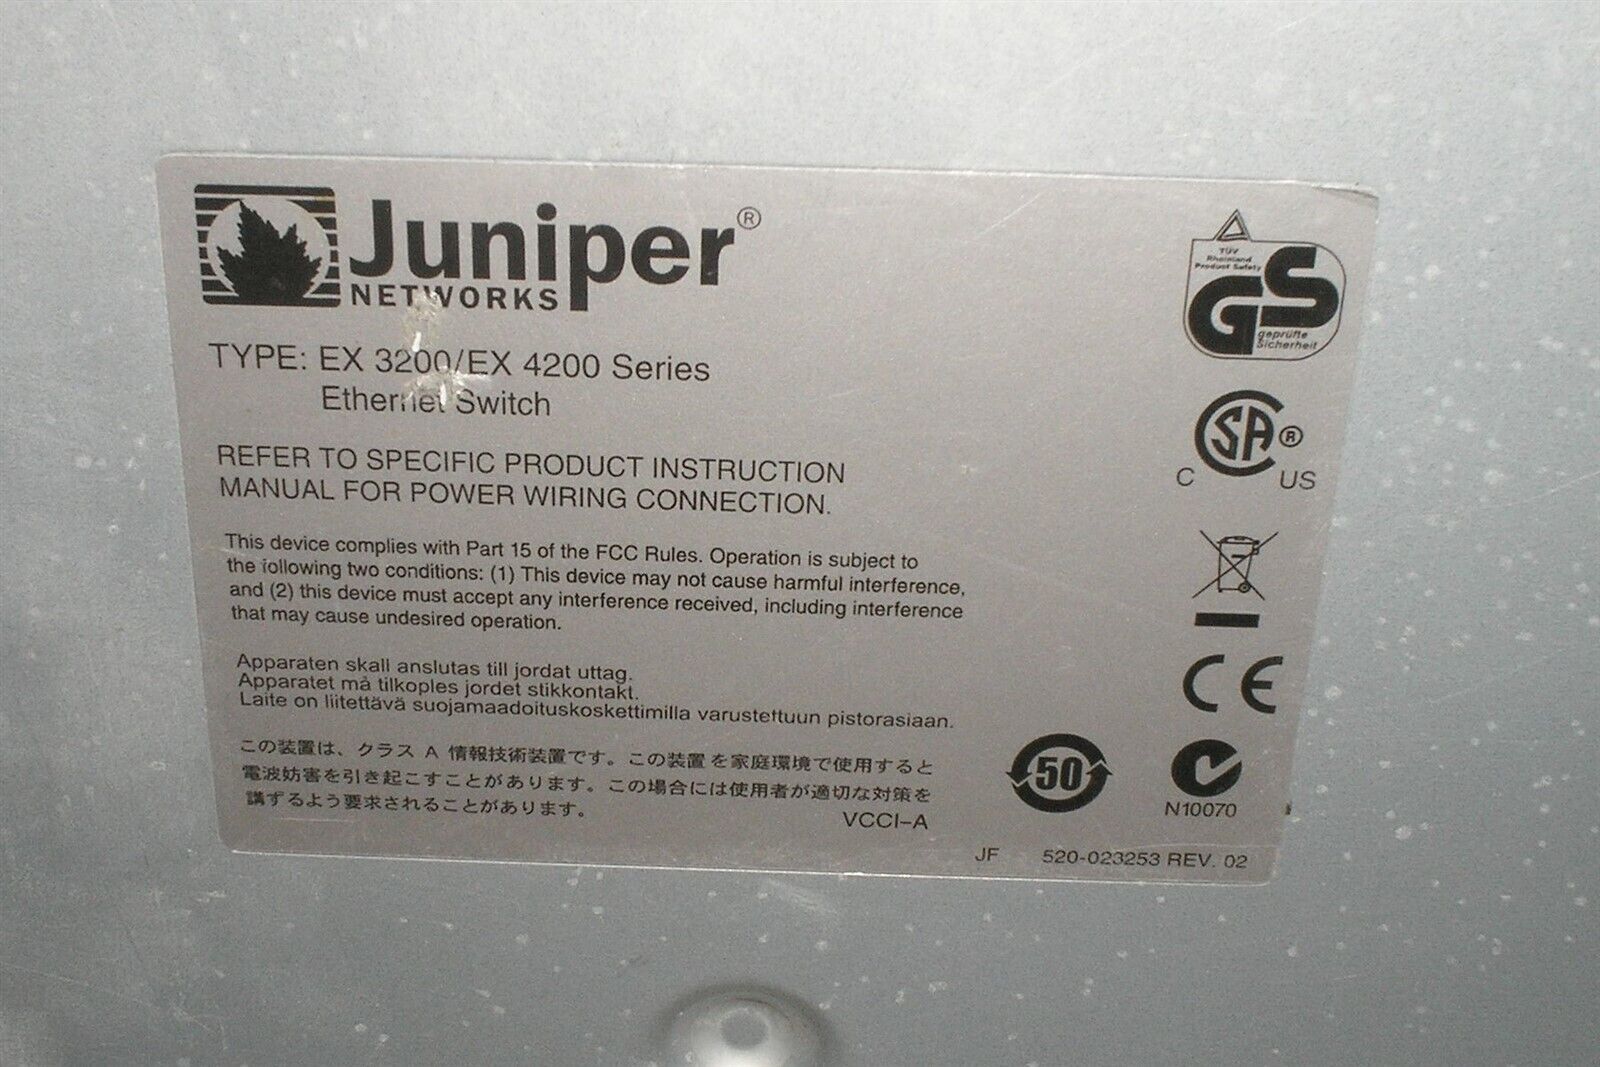 Juniper®
NETWORKS
TYPE: EX 3200/EX 4200 Series
Ethernet Switch
REFER TO SPECIFIC PRODUCT INSTRUCTION
MANUAL FOR POWER WIRING CONNECTION.
This device complies with Part 15 of the FCC Rules. Operation is subject to
the following two conditions: (1) This device may not cause harmful interference,
and (2) this device must accept any interference received, including interference
that may cause undesired operation.
Apparaten skall anslutas till jordat uttag.
Apparatet må tilkoples jordet stikkontakt.
Laite on liitettävä suojamaadoituskoskettimilla varustettuun pistorasiaan.
この装置は、クラス A 情報技術装置です。この装置を家庭環境で使用すると
電波妨害を引き起こすことがあります。この場合には使用者が適切な対策を
講ずるよう要求されることがあります。
VCCI-A
TÜV
Rheinland
Product Safety
GS
geprüfte
Sicherheit
SA®
C US
CE
50
N10070
JF 520-023253 REV. 02